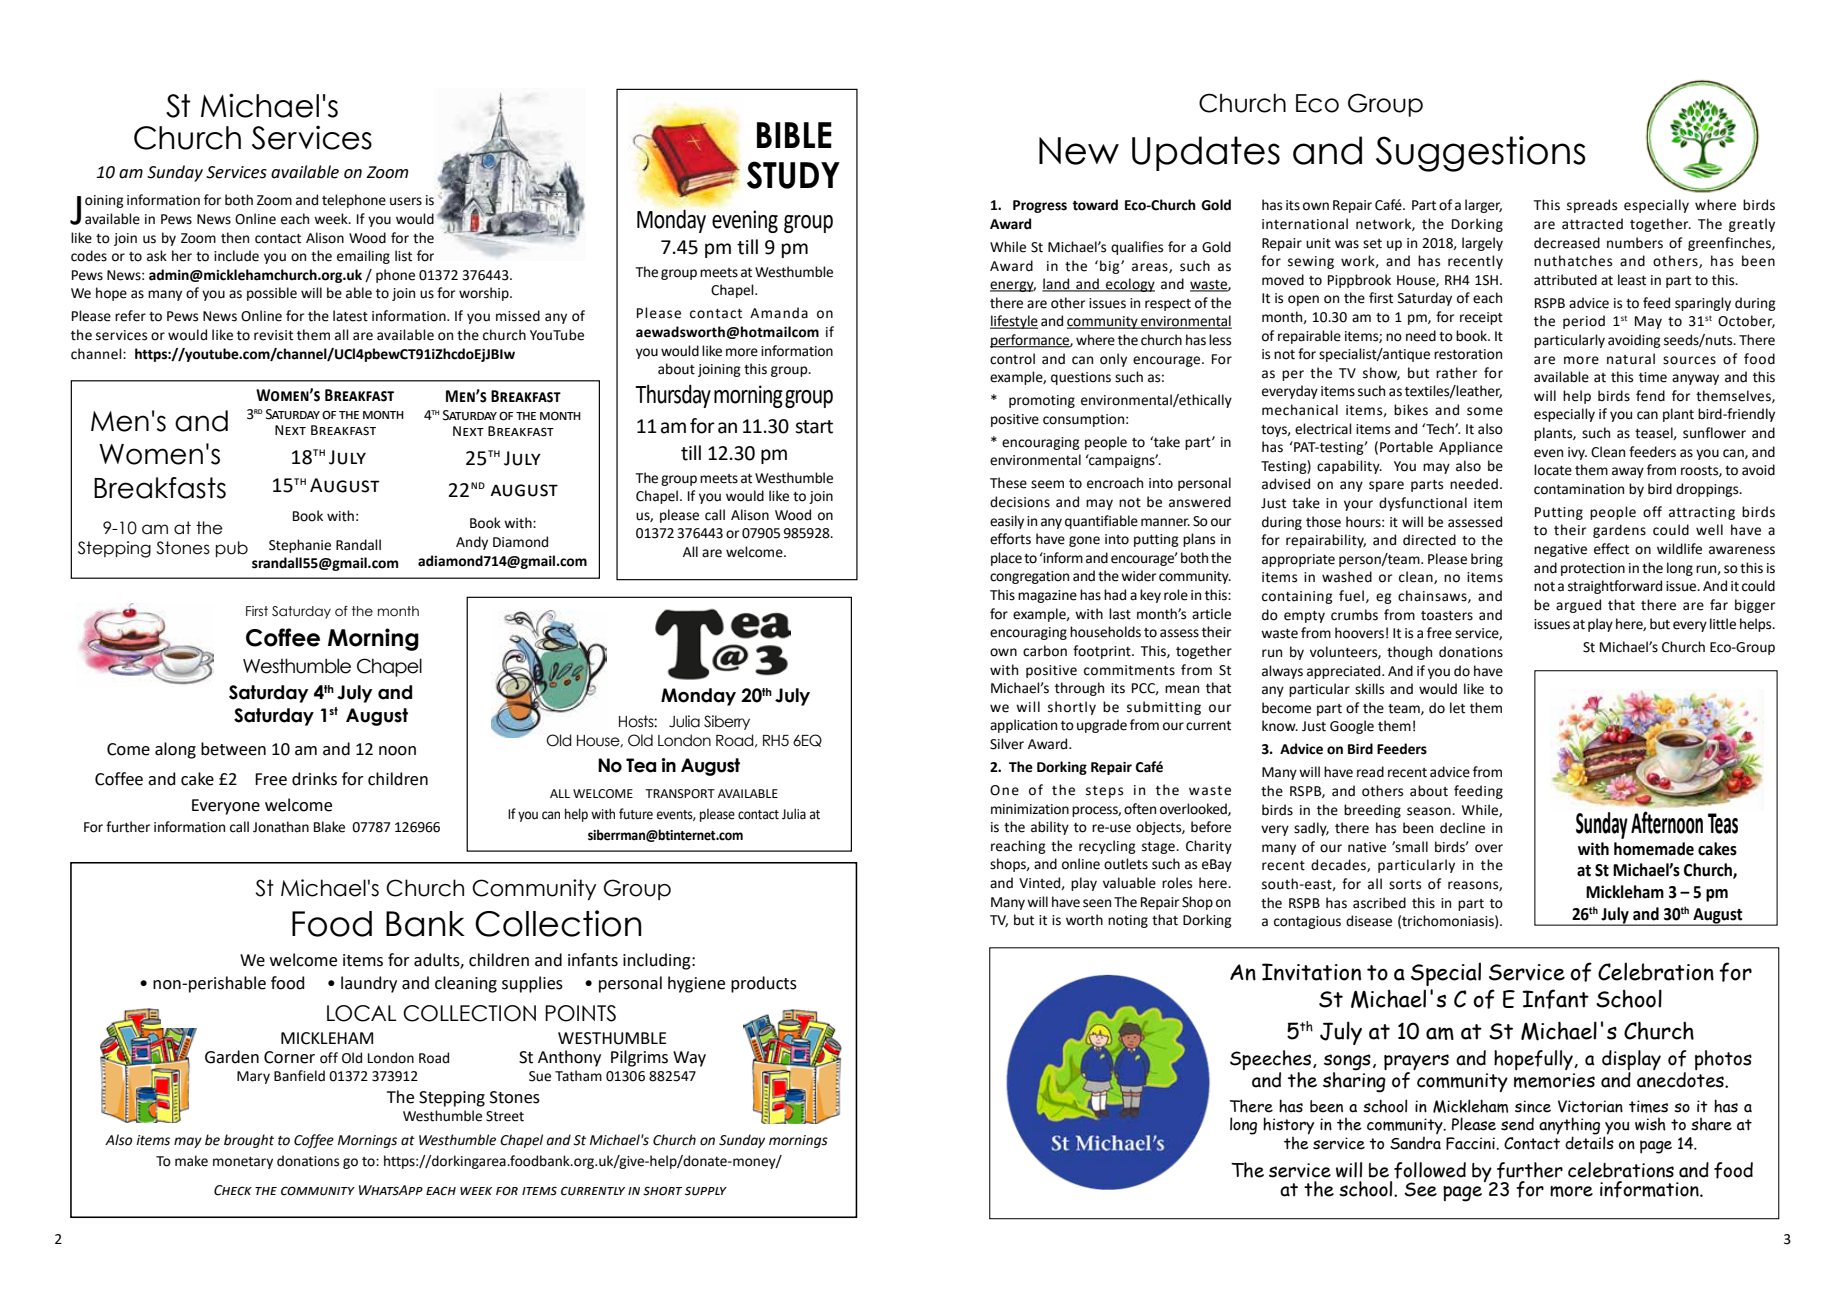 St Michael's
Church Services
10 am Sunday Services available on Zoom
Joining information for both Zoom and telephone users is
available in Pews News Online each week. If you would
like to join us by Zoom then contact Alison Wood for the
codes or to ask her to include you on the emailing list for
Pews News: admin@micklehamchurch.org.uk / phone 01372 376443.
We hope as many of you as possible will be able to join us for worship.
Please refer to Pews News Online for the latest information. If you missed any of
the services or would like to revisit them all are available on the church YouTube
channel: https://youtube.com/channel/UCl4pbewCT91iZhcdoEjJBIw
Men's and
Women's
Breakfasts
9-10 am at the
Stepping Stones pub
WOMEN'S BREAKFAST
3RD SATURDAY OF THE MONTH
NEXT BREAKFAST
18TH JULY
15TH AUGUST
Book with:
Stephanie Randall
srandall55@gmail.com
MEN'S BREAKFAST
4TH SATURDAY OF THE MONTH
NEXT BREAKFAST
25TH JULY
22ND AUGUST
Book with:
Andy Diamond
adiamond714@gmail.com
BIBLE
STUDY
Monday evening group
7.45 pm till 9 pm
The group meets at Westhumble
Chapel.
Please contact Amanda on
aewadsworth@hotmailcom if
you would like more information
about joining this group.
Thursday morning group
11 am for an 11.30 start
till 12.30 pm
The group meets at Westhumble
Chapel. If you would like to join
us, please call Alison Wood on
01372 376443 or 07905 985928.
All are welcome.
First Saturday of the month
Coffee Morning
Westhumble Chapel
Saturday 4th July and
Saturday 1st August
Come along between 10 am and 12 noon
Coffee and cake £2 Free drinks for children
Everyone welcome
For further information call Jonathan Blake 07787 126966
Tea
@3
Monday 20th July
Hosts: Julia Siberry
Old House, Old London Road, RH5 6EQ
No Tea in August
ALL WELCOME TRANSPORT AVAILABLE
If you can help with future events, please contact Julia at
siberrman@btinternet.com
St Michael's Church Community Group
Food Bank Collection
We welcome items for adults, children and infants including:
• non-perishable food • laundry and cleaning supplies • personal hygiene products
LOCAL COLLECTION POINTS
MICKLEHAM
Garden Corner off Old London Road
Mary Banfield 01372 373912
WESTHUMBLE
St Anthony Pilgrims Way
Sue Tatham 01306 882547
The Stepping Stones
Westhumble Street
Also items may be brought to Coffee Mornings at Westhumble Chapel and St Michael's Church on Sunday mornings
To make monetary donations go to: https://dorkingarea.foodbank.org.uk/give-help/donate-money/
CHECK THE COMMUNITY WHATSAPP EACH WEEK FOR ITEMS CURRENTLY IN SHORT SUPPLY
2
Church Eco Group
New Updates and Suggestions
1. Progress toward Eco-Church Gold
Award
While St Michael's qualifies for a Gold
Award in the 'big' areas, such as
energy, land and ecology and waste,
there are other issues in respect of the
lifestyle and community environmental
performance, where the church has less
control and can only encourage. For
example, questions such as:
* promoting environmental/ethically
positive consumption:
* encouraging people to 'take part' in
environmental 'campaigns'.
These seem to encroach into personal
decisions and may not be answered
easily in any quantifiable manner. So our
efforts have gone into putting plans in
place to 'inform and encourage' both the
congregation and the wider community.
This magazine has had a key role in this:
for example, with last month's article
encouraging households to assess their
own carbon footprint. This, together
with positive commitments from St
Michael's through its PCC, mean that
we will shortly be submitting our
application to upgrade from our current
Silver Award.
2. The Dorking Repair Café
One of the steps in the waste
minimization process, often overlooked,
is the ability to re-use objects, before
reaching the recycling stage. Charity
shops, and online outlets such as eBay
and Vinted, play valuable roles here.
Many will have seen The Repair Shop on
TV, but it is worth noting that Dorking
has its own Repair Café. Part of a larger,
international network, the Dorking
Repair unit was set up in 2018, largely
for sewing work, and has recently
moved to Pippbrook House, RH4 1SH.
It is open on the first Saturday of each
month, 10.30 am to 1 pm, for receipt
of repairable items; no need to book. It
is not for specialist/antique restoration
as per the TV show, but rather for
everyday items such as textiles/leather,
mechanical items, bikes and some
toys, electrical items and 'Tech'. It also
has 'PAT-testing' (Portable Appliance
Testing) capability. You may also be
advised on any spare parts needed.
Just take in your dysfunctional item
during those hours: it will be assessed
for repairability, and directed to the
appropriate person/team. Please bring
items in washed or clean, no items
containing fuel, eg chainsaws, and
do empty crumbs from toasters and
waste from hoovers! It is a free service,
run by volunteers, though donations
always appreciated. And if you do have
any particular skills and would like to
become part of the team, do let them
know. Just Google them!
3. Advice on Bird Feeders
Many will have read recent advice from
the RSPB, and others about feeding
birds in the breeding season. While,
very sadly, there has been decline in
many of our native 'small birds' over
recent decades, particularly in the
south-east, for all sorts of reasons,
the RSPB has ascribed this in part to
a contagious disease (trichomoniasis).
This spreads especially where birds
are attracted together. The greatly
decreased numbers of greenfinches,
nuthatches and others, has been
attributed at least in part to this.
RSPB advice is to feed sparingly during
the period 1st May to 31st October,
particularly avoiding seeds/nuts. There
are more natural sources of food
available at this time anyway and this
will help birds fend for themselves,
especially if you can plant bird-friendly
plants, such as teasel, sunflower and
even ivy. Clean feeders as you can, and
locate them away from roosts, to avoid
contamination by bird droppings.
Putting people off attracting birds
to their gardens could well have a
negative effect on wildlife awareness
and protection in the long run, so this is
not a straightforward issue. And it could
be argued that there are far bigger
issues at play here, but every little helps.
St Michael's Church Eco-Group
Sunday Afternoon Teas
with homemade cakes
at St Michael's Church,
Mickleham 3 – 5 pm
26th July and 30th August
St Michael's
An Invitation to a Special Service of Celebration for
St Michael's C of E Infant School
5th July at 10 am at St Michael's Church
Speeches, songs, prayers and hopefully, a display of photos
and the sharing of community memories and anecdotes.
There has been a school in Mickleham since Victorian times so it has a
long history in the community. Please send anything you wish to share at
the service to Sandra Faccini. Contact details on page 14.
The service will be followed by further celebrations and food
at the school. See page 23 for more information.
3